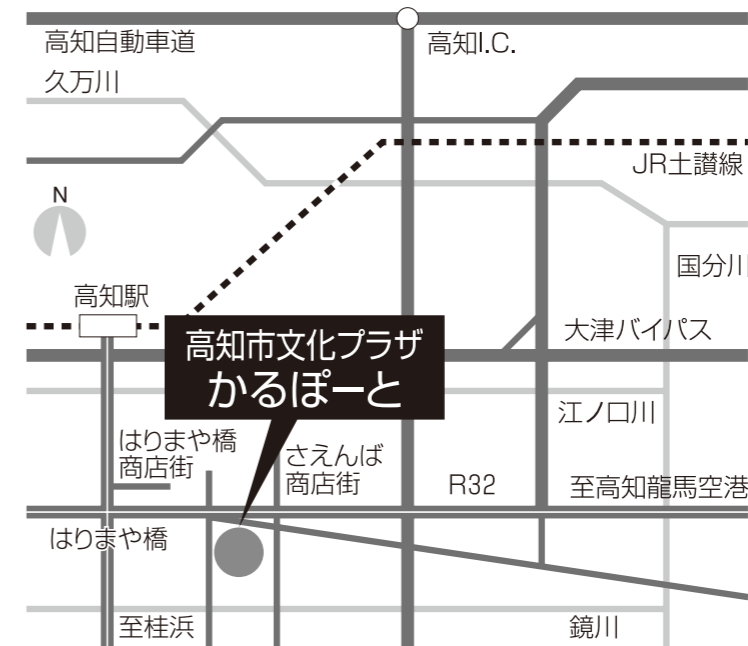 高知自動車道
高知I.C.
久万川
JR土讃線
N
国分川
高知駅
大津バイパス
高知市文化プラザ
かるぽーと
江ノ口川
はりまや橋
商店街
さえんば
商店街
R32
至高知龍馬空港
はりまや橋
至桂浜
鏡川